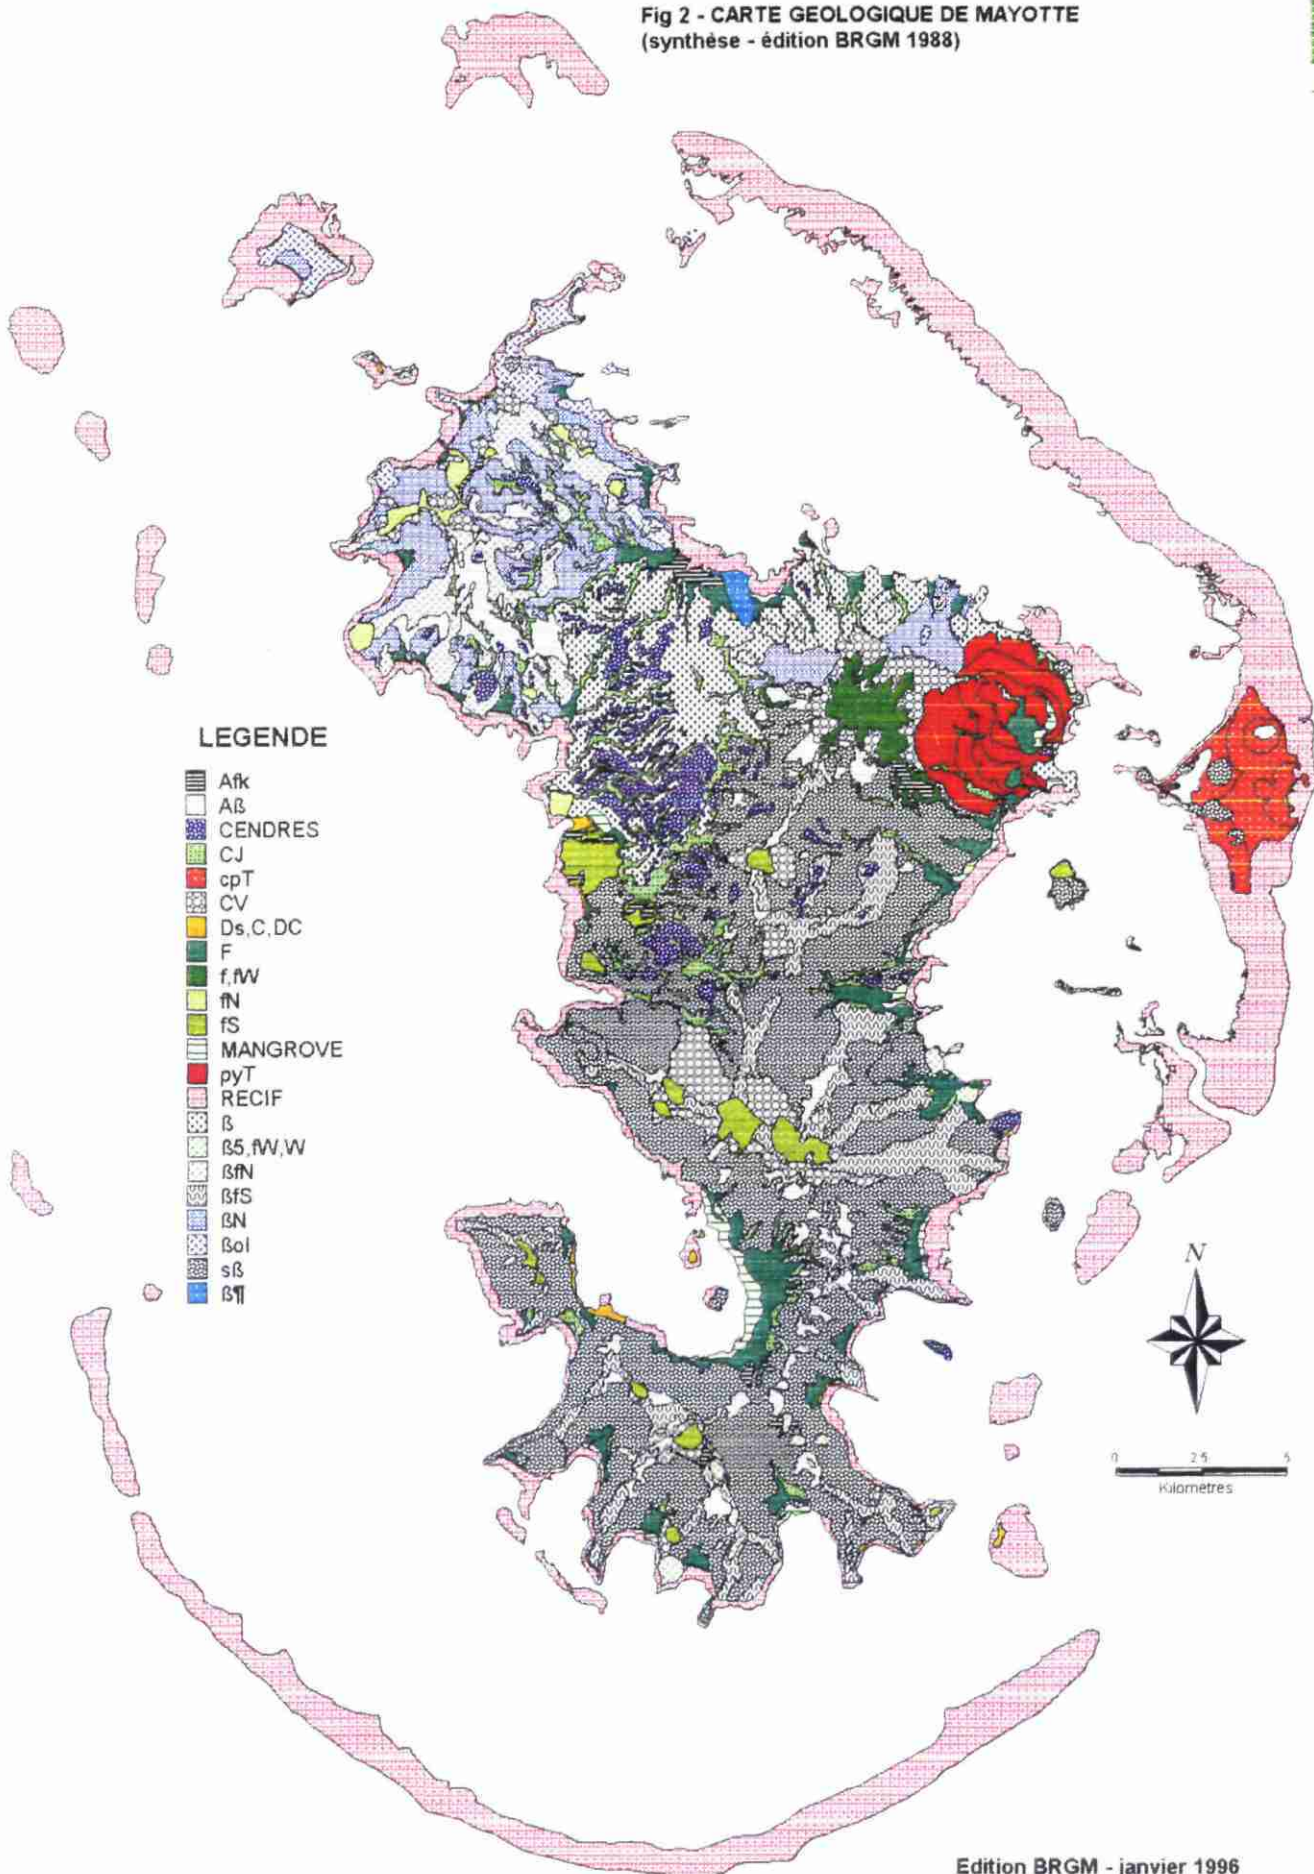 Fig 2 - CARTE GEOLOGIQUE DE MAYOTTE
(synthèse - édition BRGM 1988)
LEGENDE
Afk
Aß
CENDRES
CJ
cpT
CV
Ds,C,DC
F
f,fW
fN
fS
MANGROVE
pyT
RECIF
ß
ß5,fW,W
ßfN
ßfS
ßN
ßol
sß
ß¶
N
0 2.5 5
Kilometres
Edition BRGM - janvier 1996